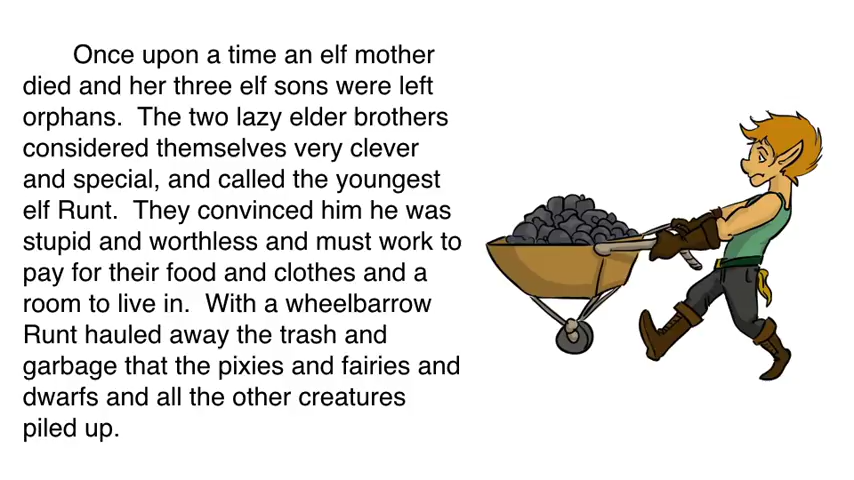 Once upon a time an elf mother
died and her three elf sons were left
orphans.  The two lazy elder brothers
considered themselves very clever
and special, and called the youngest
elf Runt.  They convinced him he was
stupid and worthless and must work to
pay for their food and clothes and a
room to live in.  With a wheelbarrow
Runt hauled away the trash and
garbage that the pixies and fairies and
dwarfs and all the other creatures
piled up.